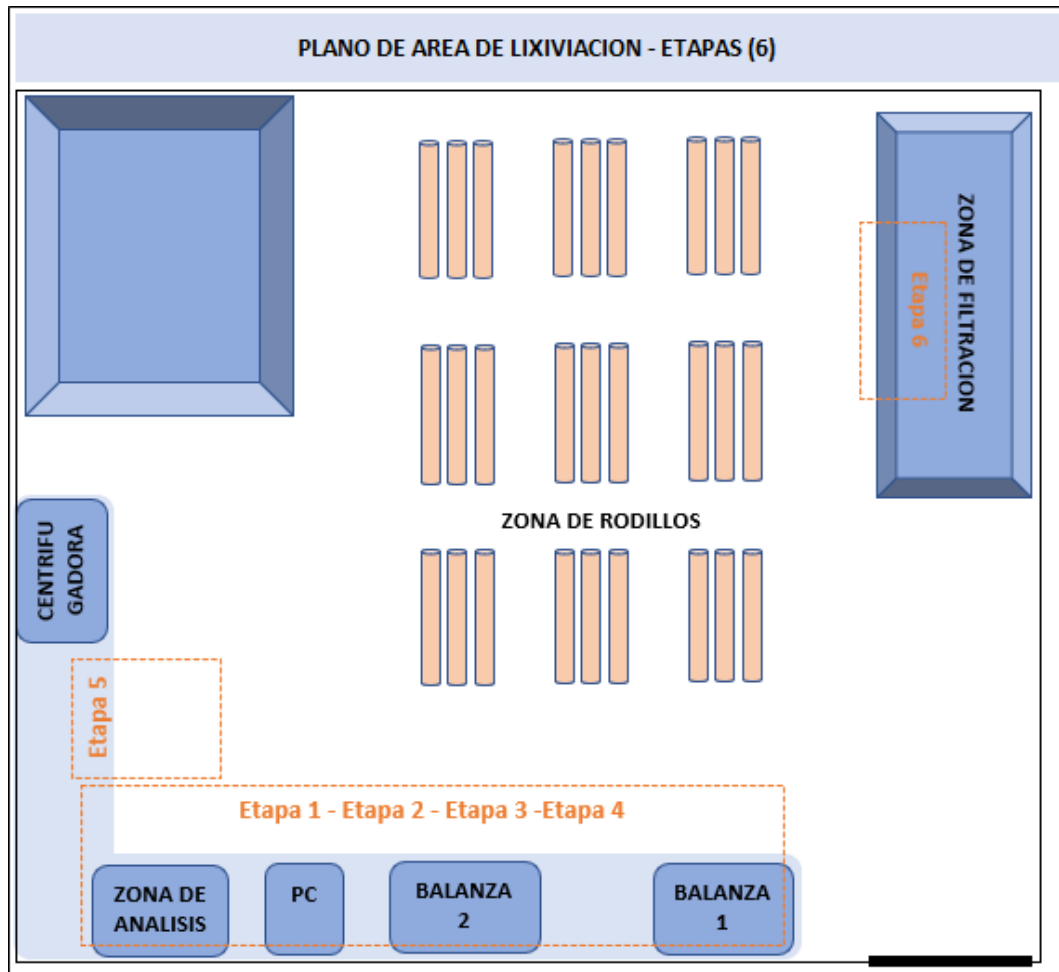 PLANO DE AREA DE LIXIVIACION - ETAPAS (6)
ZONA DE FILTRACION
Etapa 6
ZONA DE RODILLOS
CENTRIFU
GADORA
Etapa 5
Etapa 1 - Etapa 2 - Etapa 3 -Etapa 4
ZONA DE
ANALISIS
PC
BALANZA
2
BALANZA
1